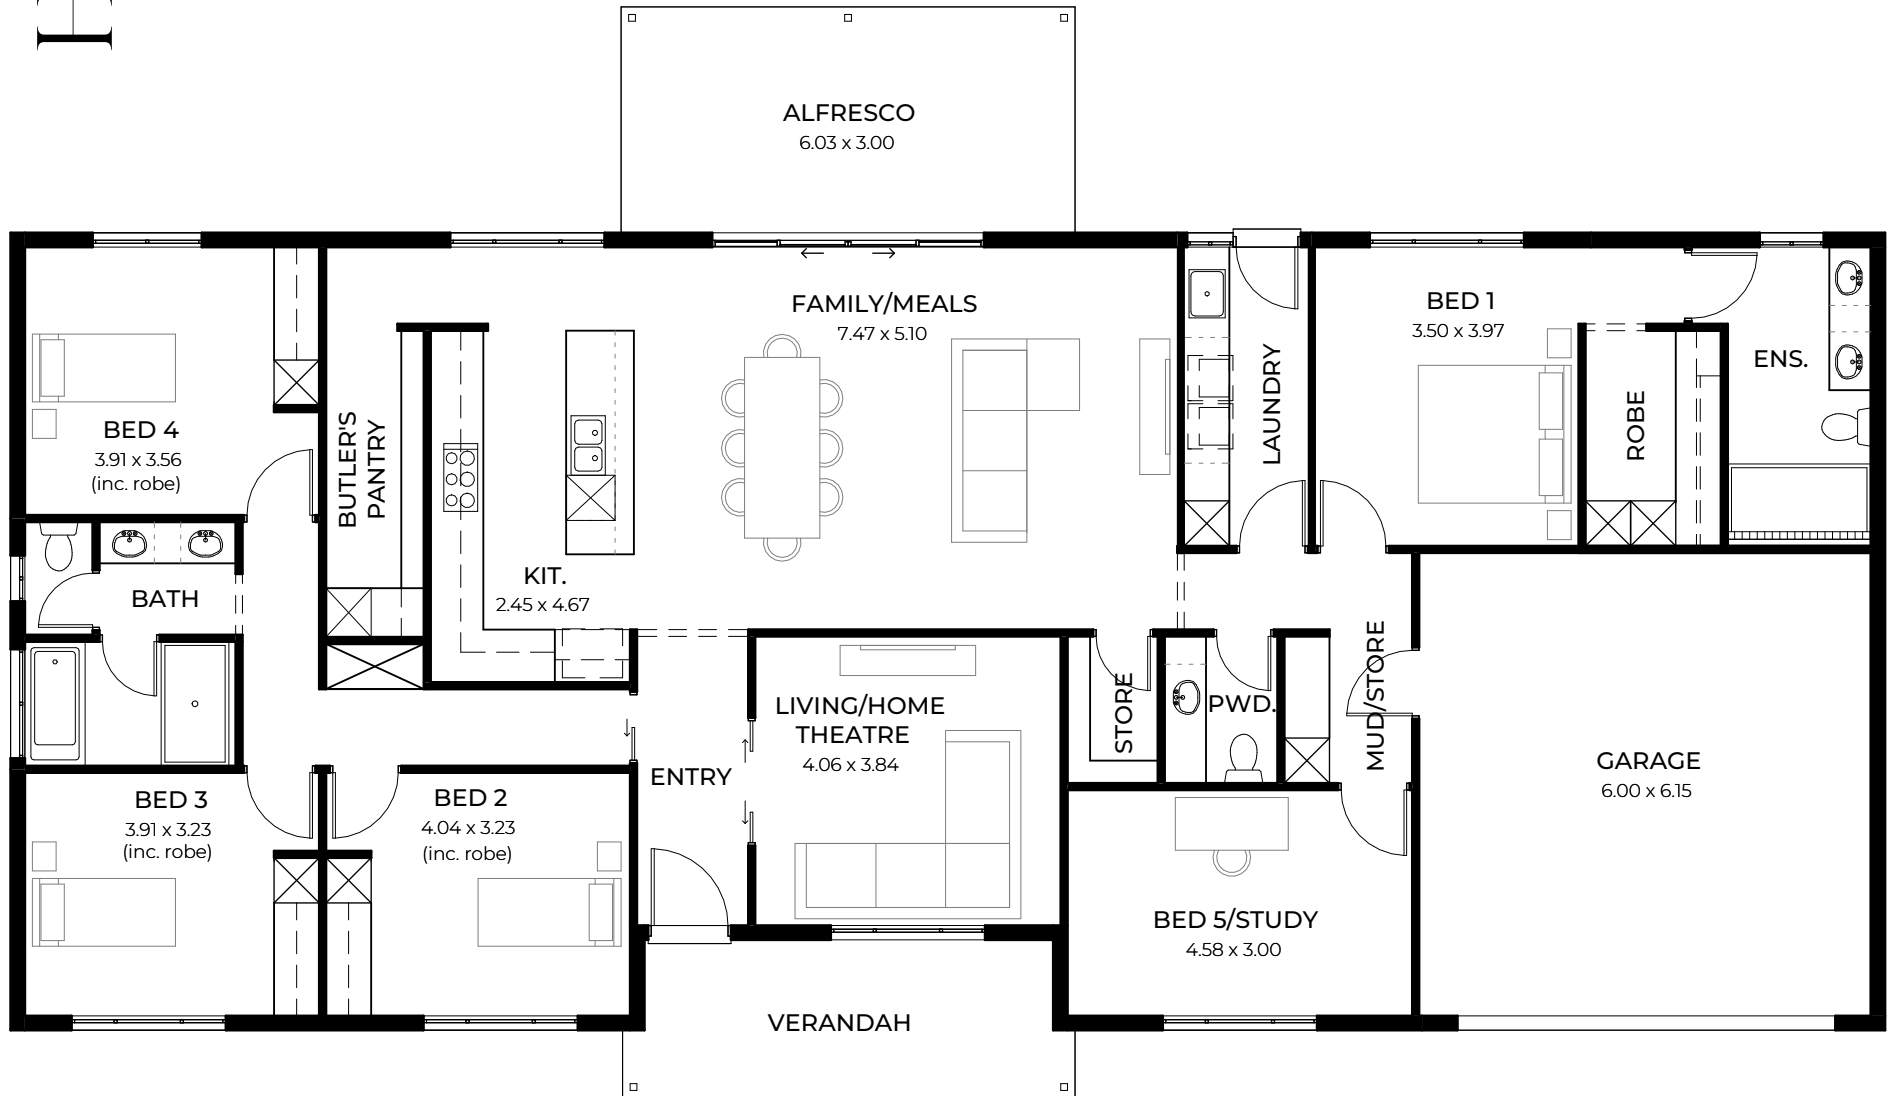 ALFRESCO
6.03 x 3.00
FAMILY/MEALS
7.47 x 5.10
BED 1
3.50 x 3.97
ENS.
ROBE
LAUNDRY
BED 4
3.91 x 3.56
(inc. robe)
BUTLER'S
PANTRY
KIT.
2.45 x 4.67
BATH
LIVING/HOME
THEATRE
4.06 x 3.84
STORE
PWD.
MUD/STORE
GARAGE
6.00 x 6.15
ENTRY
BED 3
3.91 x 3.23
(inc. robe)
BED 2
4.04 x 3.23
(inc. robe)
BED 5/STUDY
4.58 x 3.00
VERANDAH